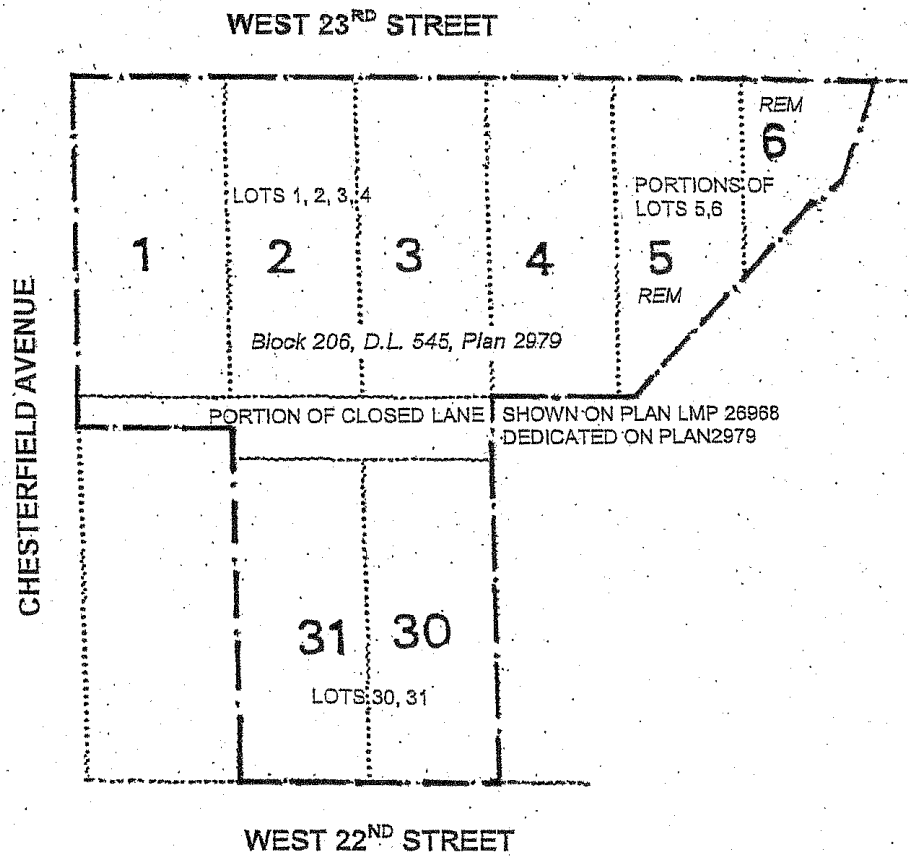 WEST 23RD STREET
REM
6
PORTIONS OF
LOTS 5,6
LOTS 1, 2, 3, 4
1
2
3
4
5
REM
Block 206, D.L. 545, Plan 2979
CHESTERFIELD AVENUE
PORTION OF CLOSED LANE SHOWN ON PLAN LMP 26968
DEDICATED ON PLAN2979
31 30
LOTS 30, 31
WEST 22ND STREET